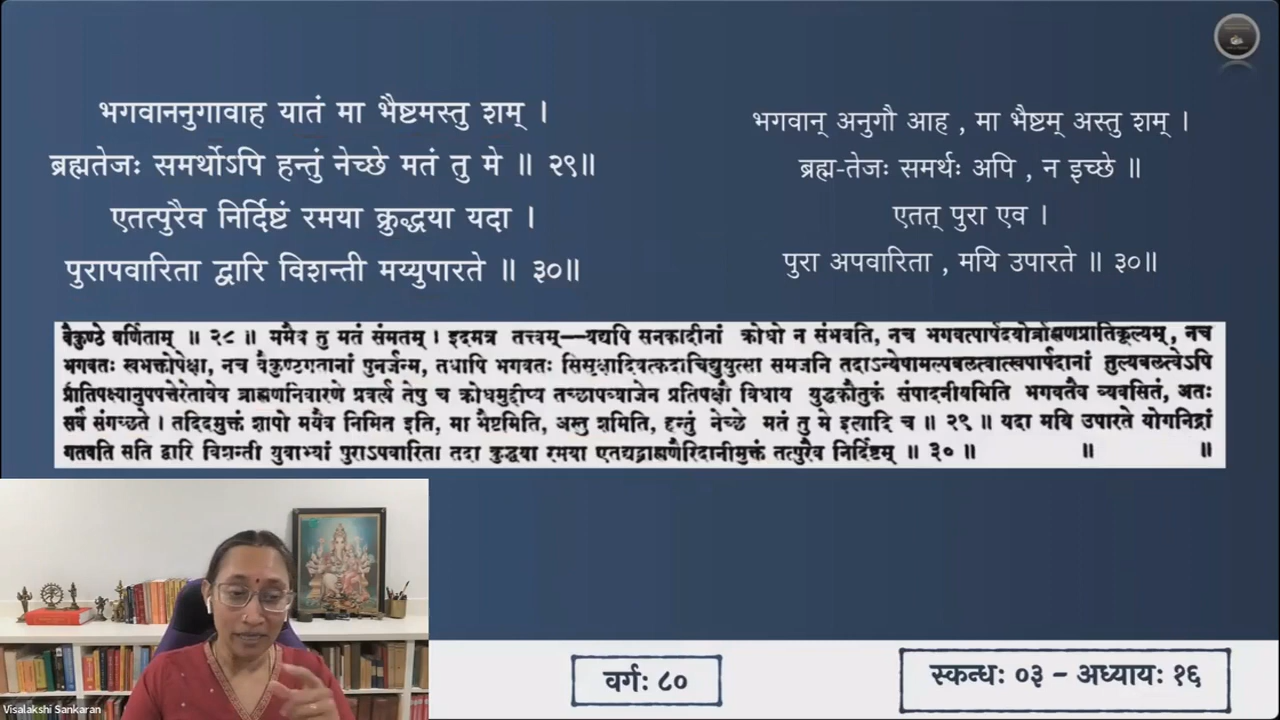 भगवाननुगावाह यातं मा भैष्टमस्तु शम् ।
ब्रह्मतेजः समर्थोऽपि हन्तुं नेच्छे मतं तु मे ॥ २९॥
एतत्पुरैव निर्दिष्टं रमया क्रुद्धया यदा ।
पुरापवारिता द्वारि विशन्ती मय्युपारते ॥ ३०॥
भगवान् अनुगौ आह , मा भैष्टम् अस्तु शम् ।
ब्रह्म-तेजः समर्थः अपि , न इच्छे ॥
एतत् पुरा एव ।
पुरा अपवारिता , मयि उपारते ॥ ३०॥
वैकुण्ठे वर्णिताम् ॥ २८ ॥ ममैव तु मतं संमतम् । इदमत्र तत्त्वम्—यद्यपि सनकादीनां क्रोधो न संभवति, नच भगवत्पार्षदयोर्ब्राह्मणप्रातिकूल्यम्, नच
भगवतः स्वभक्तोपेक्षा, नच वैकुण्ठगतानां पुनर्जन्म, तथापि भगवतः सिसृक्षादिवत्कदाचिद्युयुत्सा समजनि तदाऽन्येषामल्पबलत्वात्स्वपार्षदानां तुल्यबलत्वेऽपि
प्रातिपक्ष्यानुपपत्तेरेतावेव ब्राह्मणनिवारणे प्रवर्त्य तेषु च क्रोधमुद्दीप्य तच्छापव्याजेन प्रतिपक्षौ विधाय युद्धकौतुकं संपादनीयमिति भगवतैव व्यवसितं, अतः
सर्वं संगच्छते । तदिदमुक्तं शापो मयैव निमित इति, मा भैष्टमिति, अस्तु शमिति, हन्तुं नेच्छे मतं तु मे इत्यादि च ॥ २९ ॥ यदा मयि उपारते योगनिद्रां
गतवति सति द्वारि विशन्ती युवाभ्यां पुराऽपवारिता तदा क्रुद्धया रमया एतद्यद्ब्राह्मणैरिदानीमुक्तं तत्पुरैव निर्दिष्टम् ॥ ३० ॥ ॥ ॥
Visalakshi Sankaran
वर्गः ८०
स्कन्धः ०३ - अध्यायः १६